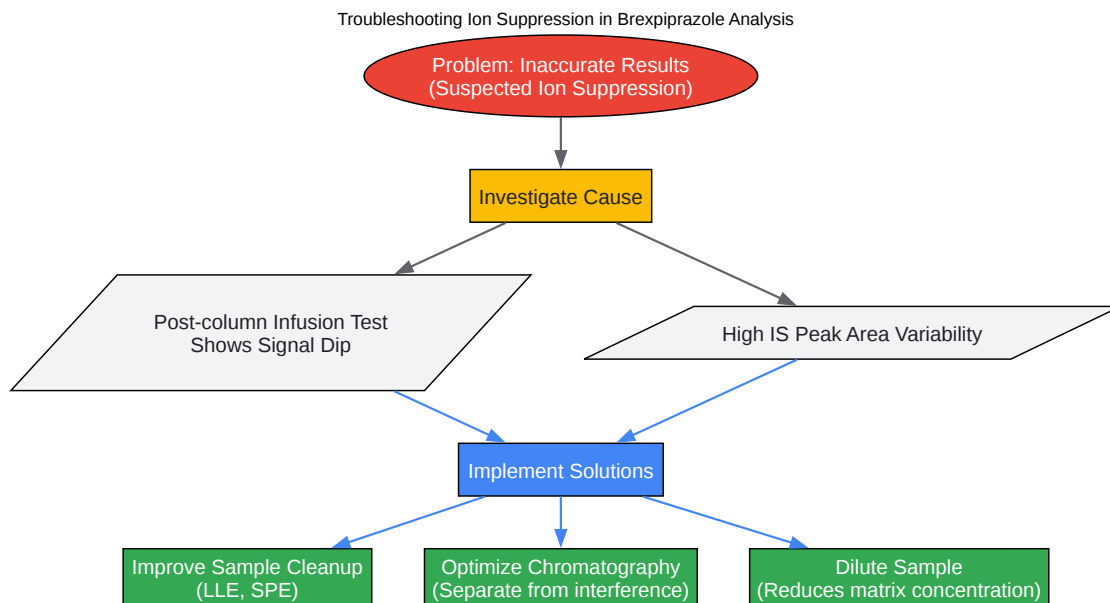 Troubleshooting Ion Suppression in Brexpiprazole Analysis
Problem: Inaccurate Results
(Suspected Ion Suppression)
Investigate Cause
Post-column Infusion Test
Shows Signal Dip
High IS Peak Area Variability
Implement Solutions
Improve Sample Cleanup
(LLE, SPE)
Optimize Chromatography
(Separate from interference)
Dilute Sample
(Reduces matrix concentration)